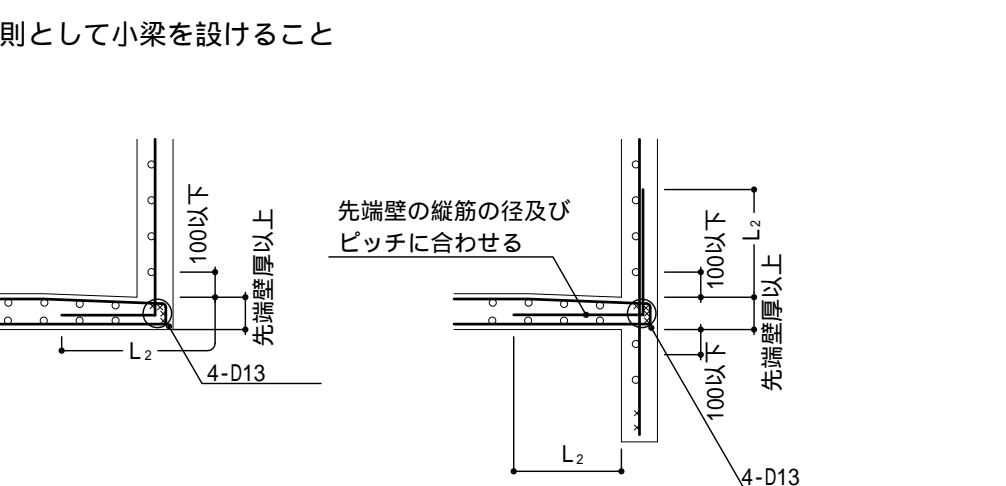 則として小梁を設けること
100以下
先端壁厚以上
L2
4-D13
先端壁の縦筋の径及び
ピッチに合わせる
L2
100以下
L2
先端壁厚以上
100以下
4-D13